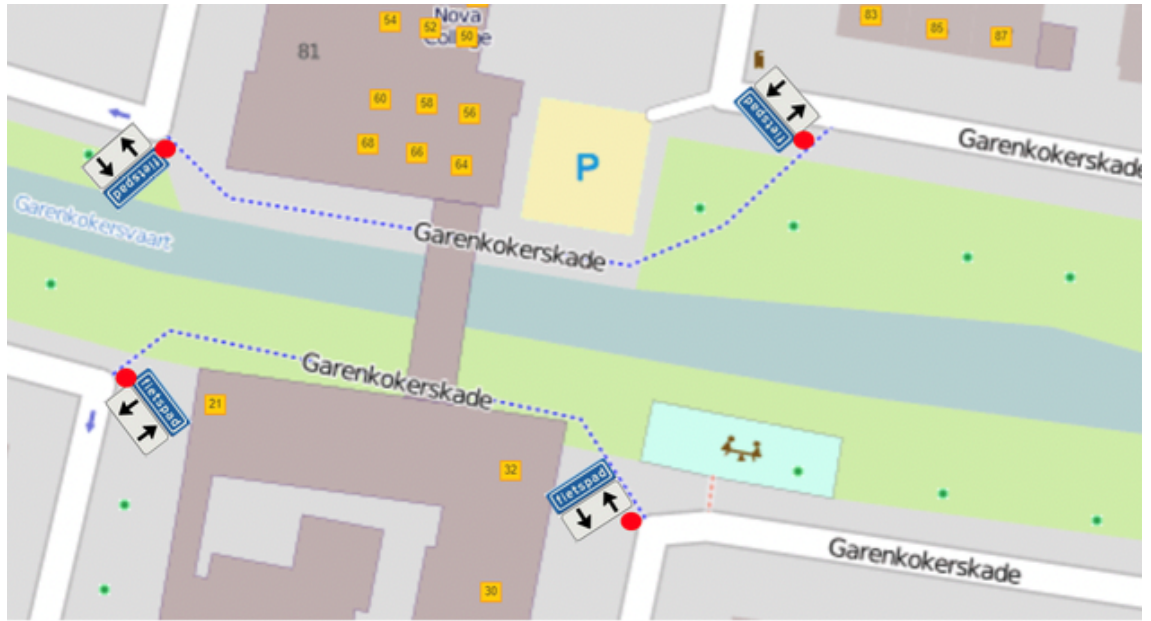 54
52
Nova
College
50
83
85
87
81
60
58
56
68
66
64
fietspad
fietspad
P
Garenkokerskade
Garenkokersvaart
Garenkokerskade
Garenkokerskade
21
fietspad
32
fietspad
30
Garenkokerskade